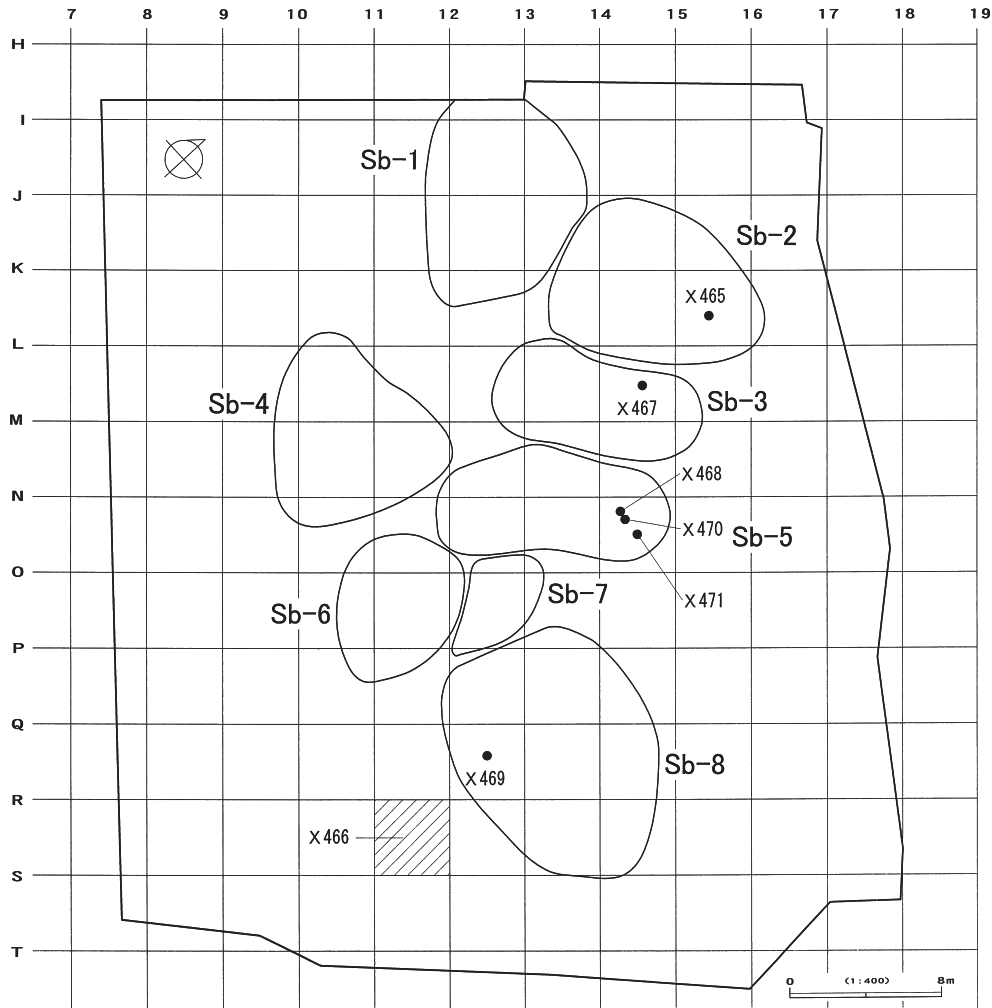 7 8 9 10 11 12 13 14 15 16 17 18 19
H
I
Sb-1
J
Sb-2
K
X465
L
Sb-4
X467
Sb-3
M
X468
N
X470
Sb-5
O
X471
Sb-7
Sb-6
P
Q
Sb-8
X469
R
X466
S
T
0 (1:400) 8m